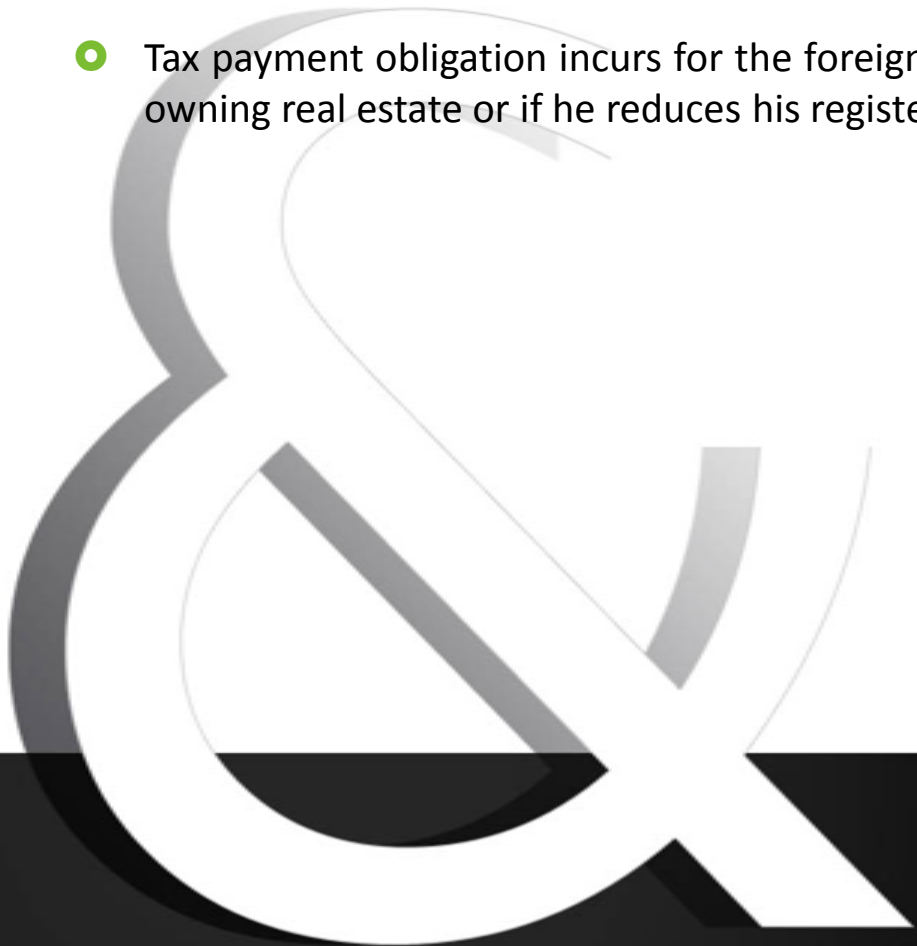 Tax payment obligation incurs for the foreign
owning real estate or if he reduces his registe
&